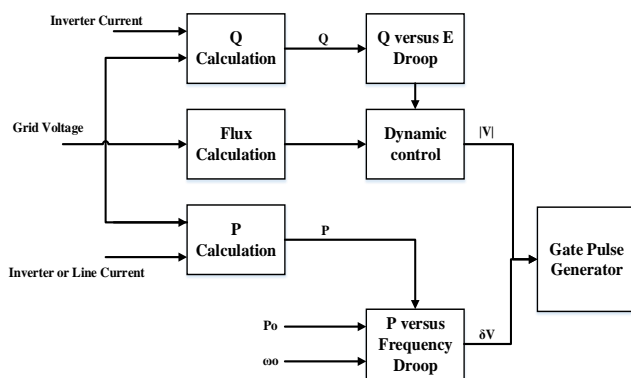 Inverter Current
Q
Calculation
Q
Q versus E
Droop
Grid Voltage
Flux
Calculation
Dynamic
control
|V|
P
Calculation
P
Inverter or Line Current
Gate Pulse
Generator
Po
ωo
P versus
Frequency
Droop
δV